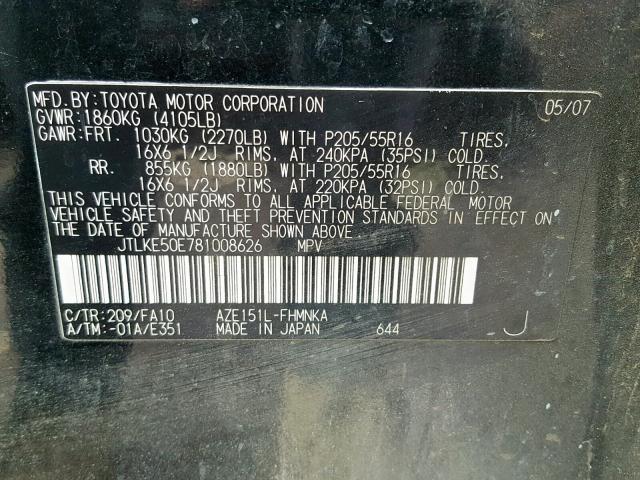 MFD.BY:TOYOTA MOTOR CORPORATION 05/07
GVWR:1860KG (4105LB)
GAWR:FRT. 1030KG (2270LB) WITH P205/55R16 TIRES,
16X6 1/2J RIMS, AT 240KPA (35PSI) COLD.
RR. 855KG (1880LB) WITH P205/55R16 TIRES,
16X6 1/2J RIMS, AT 220KPA (32PSI) COLD.
THIS VEHICLE CONFORMS TO ALL APPLICABLE FEDERAL MOTOR
VEHICLE SAFETY AND THEFT PREVENTION STANDARDS IN EFFECT ON
THE DATE OF MANUFACTURE SHOWN ABOVE.
JTLKE50E781008626 MPV
C/TR:209/FA10 AZE151L-FHMNKA
A/TM:-01A/E351 MADE IN JAPAN 644 J